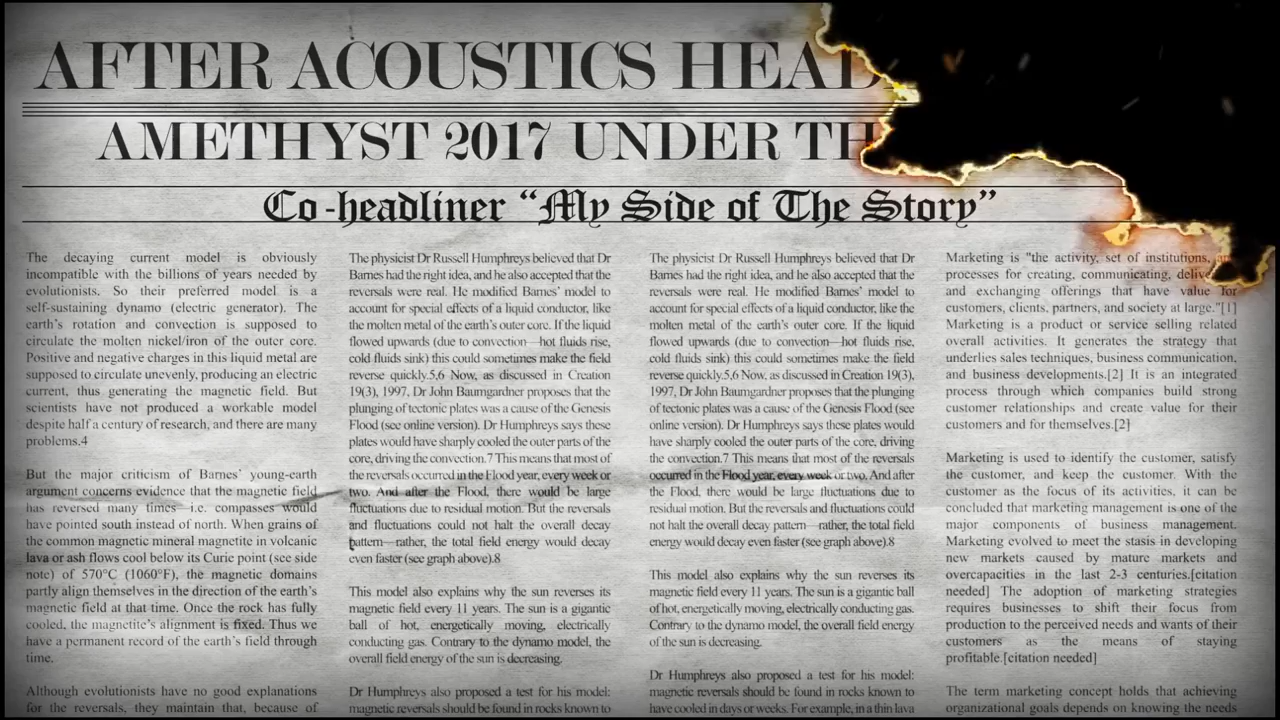 AFTER ACOUSTICS HEAD
AMETHYST 2017 UNDER TH
Co-headliner “My Side of The Story”
The decaying current model is obviously
incompatible with the billions of years needed by
evolutionists. So their preferred model is a
self-sustaining dynamo (electric generator). The
earth's rotation and convection is supposed to
circulate the molten nickel/iron of the outer core.
Positive and negative charges in this liquid metal are
supposed to circulate unevenly, producing an electric
current, thus generating the magnetic field. But
scientists have not produced a workable model
despite half a century of research, and there are many
problems.4
But the major criticism of Barnes' young-earth
argument concerns evidence that the magnetic field
has reversed many times—i.e. compasses would
have pointed south instead of north. When grains of
the common magnetic mineral magnetite in volcanic
lava or ash flows cool below its Curie point (see side
note) of 570°C (1060°F), the magnetic domains
partly align themselves in the direction of the earth's
magnetic field at that time. Once the rock has fully
cooled, the magnetite's alignment is fixed. Thus we
have a permanent record of the earth's field through
time.
Although evolutionists have no good explanations
for the reversals, they maintain that, because of
The physicist Dr Russell Humphreys believed that Dr
Barnes had the right idea, and he also accepted that the
reversals were real. He modified Barnes' model to
account for special effects of a liquid conductor, like
the molten metal of the earth's outer core. If the liquid
flowed upwards (due to convection—hot fluids rise,
cold fluids sink) this could sometimes make the field
reverse quickly.5,6 Now, as discussed in Creation
19(3), 1997, Dr John Baumgardner proposes that the
plunging of tectonic plates was a cause of the Genesis
Flood (see online version). Dr Humphreys says these
plates would have sharply cooled the outer parts of the
core, driving the convection.7 This means that most of
the reversals occurred in the Flood year, every week or
two. And after the Flood, there would be large
fluctuations due to residual motion. But the reversals
and fluctuations could not halt the overall decay
pattern—rather, the total field energy would decay
even faster (see graph above).8
This model also explains why the sun reverses its
magnetic field every 11 years. The sun is a gigantic
ball of hot, energetically moving, electrically
conducting gas. Contrary to the dynamo model, the
overall field energy of the sun is decreasing.
Dr Humphreys also proposed a test for his model:
magnetic reversals should be found in rocks known to
The physicist Dr Russell Humphreys believed that Dr
Barnes had the right idea, and he also accepted that the
reversals were real. He modified Barnes' model to
account for special effects of a liquid conductor, like the
molten metal of the earth's outer core. If the liquid
flowed upwards (due to convection—hot fluids rise,
cold fluids sink) this could sometimes make the field
reverse quickly.5,6 Now, as discussed in Creation 19(3),
1997, Dr John Baumgardner proposes that the plunging
of tectonic plates was a cause of the Genesis Flood (see
online version). Dr Humphreys says these plates would
have sharply cooled the outer parts of the core, driving
the convection.7 This means that most of the reversals
occurred in the Flood year, every week or two. And after
the Flood, there would be large fluctuations due to
residual motion. But the reversals and fluctuations could
not halt the overall decay pattern—rather, the total field
energy would decay even faster (see graph above).8
This model also explains why the sun reverses its
magnetic field every 11 years. The sun is a gigantic ball
of hot, energetically moving, electrically conducting gas.
Contrary to the dynamo model, the overall field energy
of the sun is decreasing.
Dr Humphreys also proposed a test for his model:
magnetic reversals should be found in rocks known to
have cooled in days or weeks. For example, in a thin lava
Marketing is "the activity, set of institutions,
processes for creating, communicating,
and exchanging offerings that have value for
customers, clients, partners, and society at large."[1]
Marketing is a product or service selling related
overall activities. It generates the strategy that
underlies sales techniques, business communication,
and business developments.[2] It is an integrated
process through which companies build strong
customer relationships and create value for their
customers and for themselves.[2]
Marketing is used to identify the customer, satisfy
the customer, and keep the customer. With the
customer as the focus of its activities, it can be
concluded that marketing management is one of the
major components of business management.
Marketing evolved to meet the stasis in developing
new markets caused by mature markets and
overcapacities in the last 2-3 centuries.[citation
needed] The adoption of marketing strategies
requires businesses to shift their focus from
production to the perceived needs and wants of their
customers as the means of staying
profitable.[citation needed]
The term marketing concept holds that achieving
organizational goals depends on knowing the needs